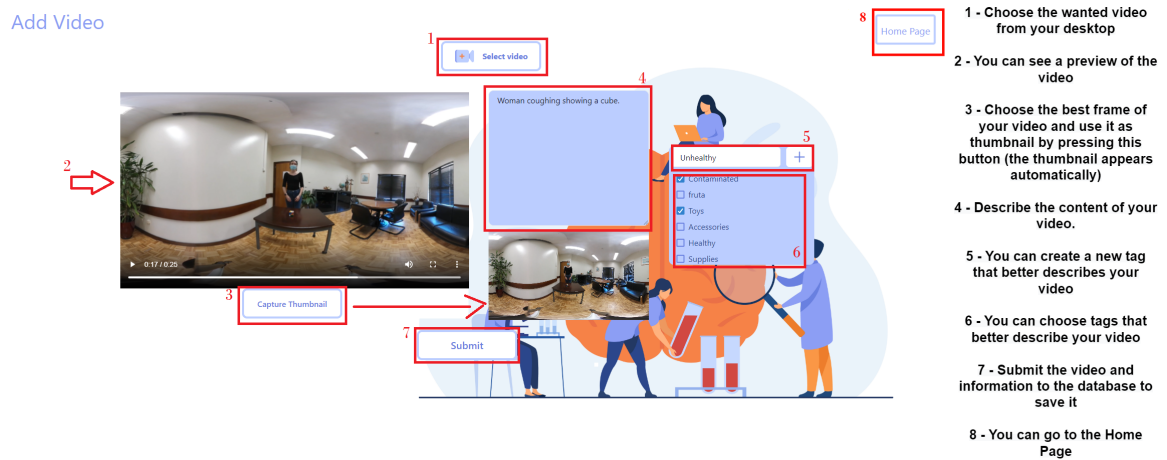 Add Video
1
Select video
8
Home Page
4
Woman coughing showing a cube.
5
Unhealthy
+
Contaminated
fruta
Toys
Accessories
Healthy
Supplies
6
2
0:17 / 0:25
3
Capture Thumbnail
7
Submit
1 - Choose the wanted video
from your desktop
2 - You can see a preview of the
video
3 - Choose the best frame of
your video and use it as
thumbnail by pressing this
button (the thumbnail appears
automatically)
4 - Describe the content of your
video.
5 - You can create a new tag
that better describes your
video
6 - You can choose tags that
better describe your video
7 - Submit the video and
information to the database to
save it
8 - You can go to the Home
Page